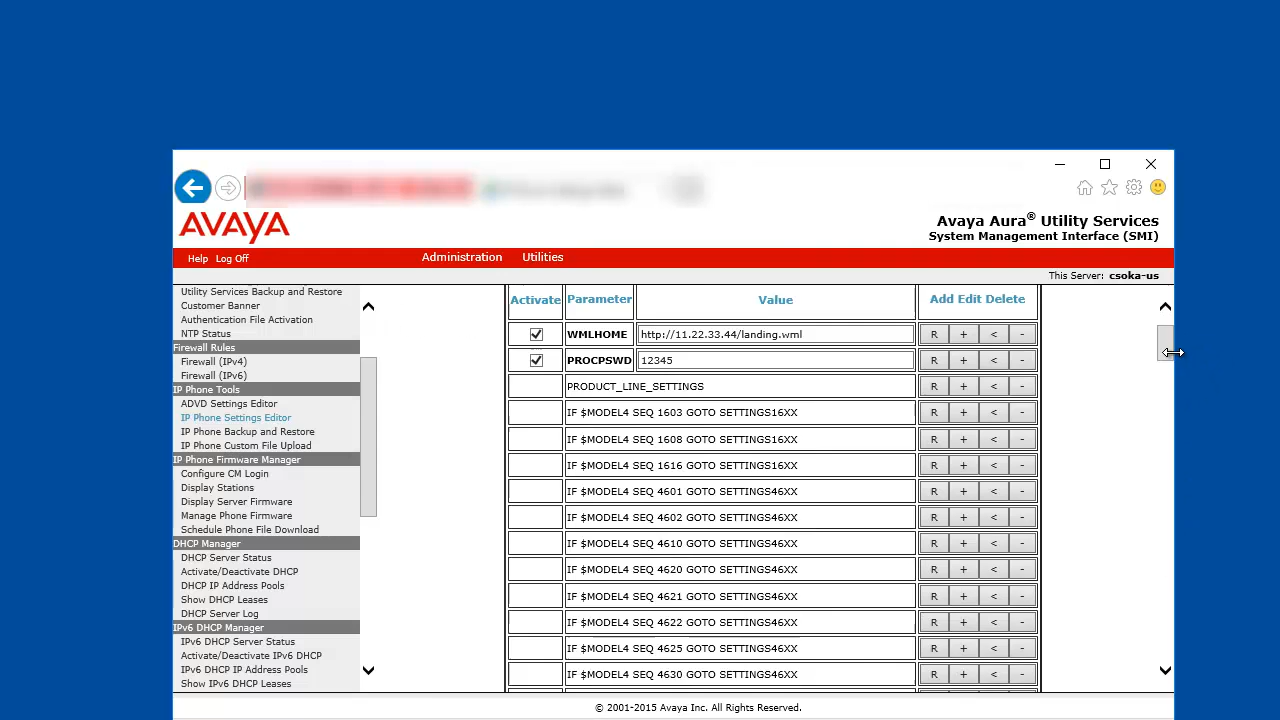 AVAYA
Avaya Aura® Utility Services
System Management Interface (SMI)
Help Log Off Administration Utilities
This Server: csoka-us
Utility Services Backup and Restore
Customer Banner
Authentication File Activation
NTP Status
Firewall Rules
Firewall (IPv4)
Firewall (IPv6)
IP Phone Tools
ADVD Settings Editor
IP Phone Settings Editor
IP Phone Backup and Restore
IP Phone Custom File Upload
IP Phone Firmware Manager
Configure CM Login
Display Stations
Display Server Firmware
Manage Phone Firmware
Schedule Phone File Download
DHCP Manager
DHCP Server Status
Activate/Deactivate DHCP
DHCP IP Address Pools
Show DHCP Leases
DHCP Server Log
IPv6 DHCP Manager
IPv6 DHCP Server Status
Activate/Deactivate IPv6 DHCP
IPv6 DHCP IP Address Pools
Show IPv6 DHCP Leases
Activate Parameter Value Add Edit Delete
WMLHOME http://11.22.33.44/landing.wml R + < -
PROCPSWD 12345 R + < -
PRODUCT_LINE_SETTINGS R + < -
IF $MODEL4 SEQ 1603 GOTO SETTINGS16XX R + < -
IF $MODEL4 SEQ 1608 GOTO SETTINGS16XX R + < -
IF $MODEL4 SEQ 1616 GOTO SETTINGS16XX R + < -
IF $MODEL4 SEQ 4601 GOTO SETTINGS46XX R + < -
IF $MODEL4 SEQ 4602 GOTO SETTINGS46XX R + < -
IF $MODEL4 SEQ 4610 GOTO SETTINGS46XX R + < -
IF $MODEL4 SEQ 4620 GOTO SETTINGS46XX R + < -
IF $MODEL4 SEQ 4621 GOTO SETTINGS46XX R + < -
IF $MODEL4 SEQ 4622 GOTO SETTINGS46XX R + < -
IF $MODEL4 SEQ 4625 GOTO SETTINGS46XX R + < -
IF $MODEL4 SEQ 4630 GOTO SETTINGS46XX R + < -
© 2001-2015 Avaya Inc. All Rights Reserved.